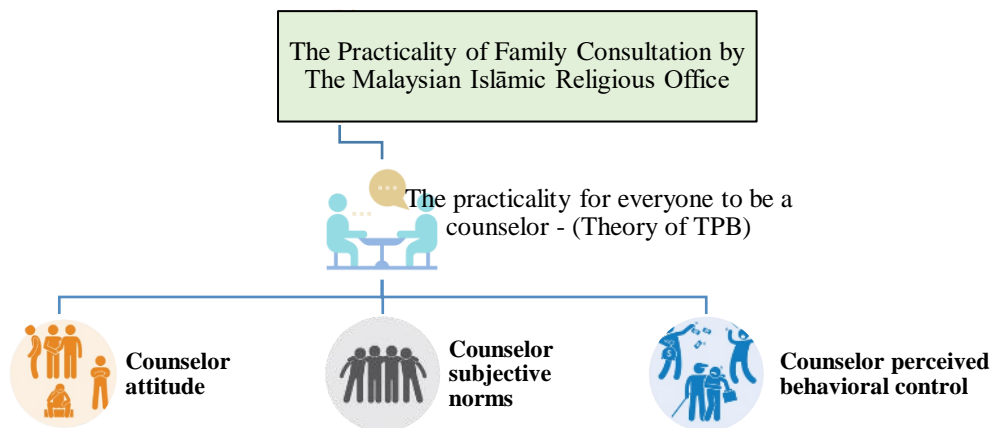 The Practicality of Family Consultation by
The Malaysian Islāmic Religious Office
The practicality for everyone to be a
counselor - (Theory of TPB)
Counselor
attitude
Counselor
subjective
norms
Counselor perceived
behavioral control